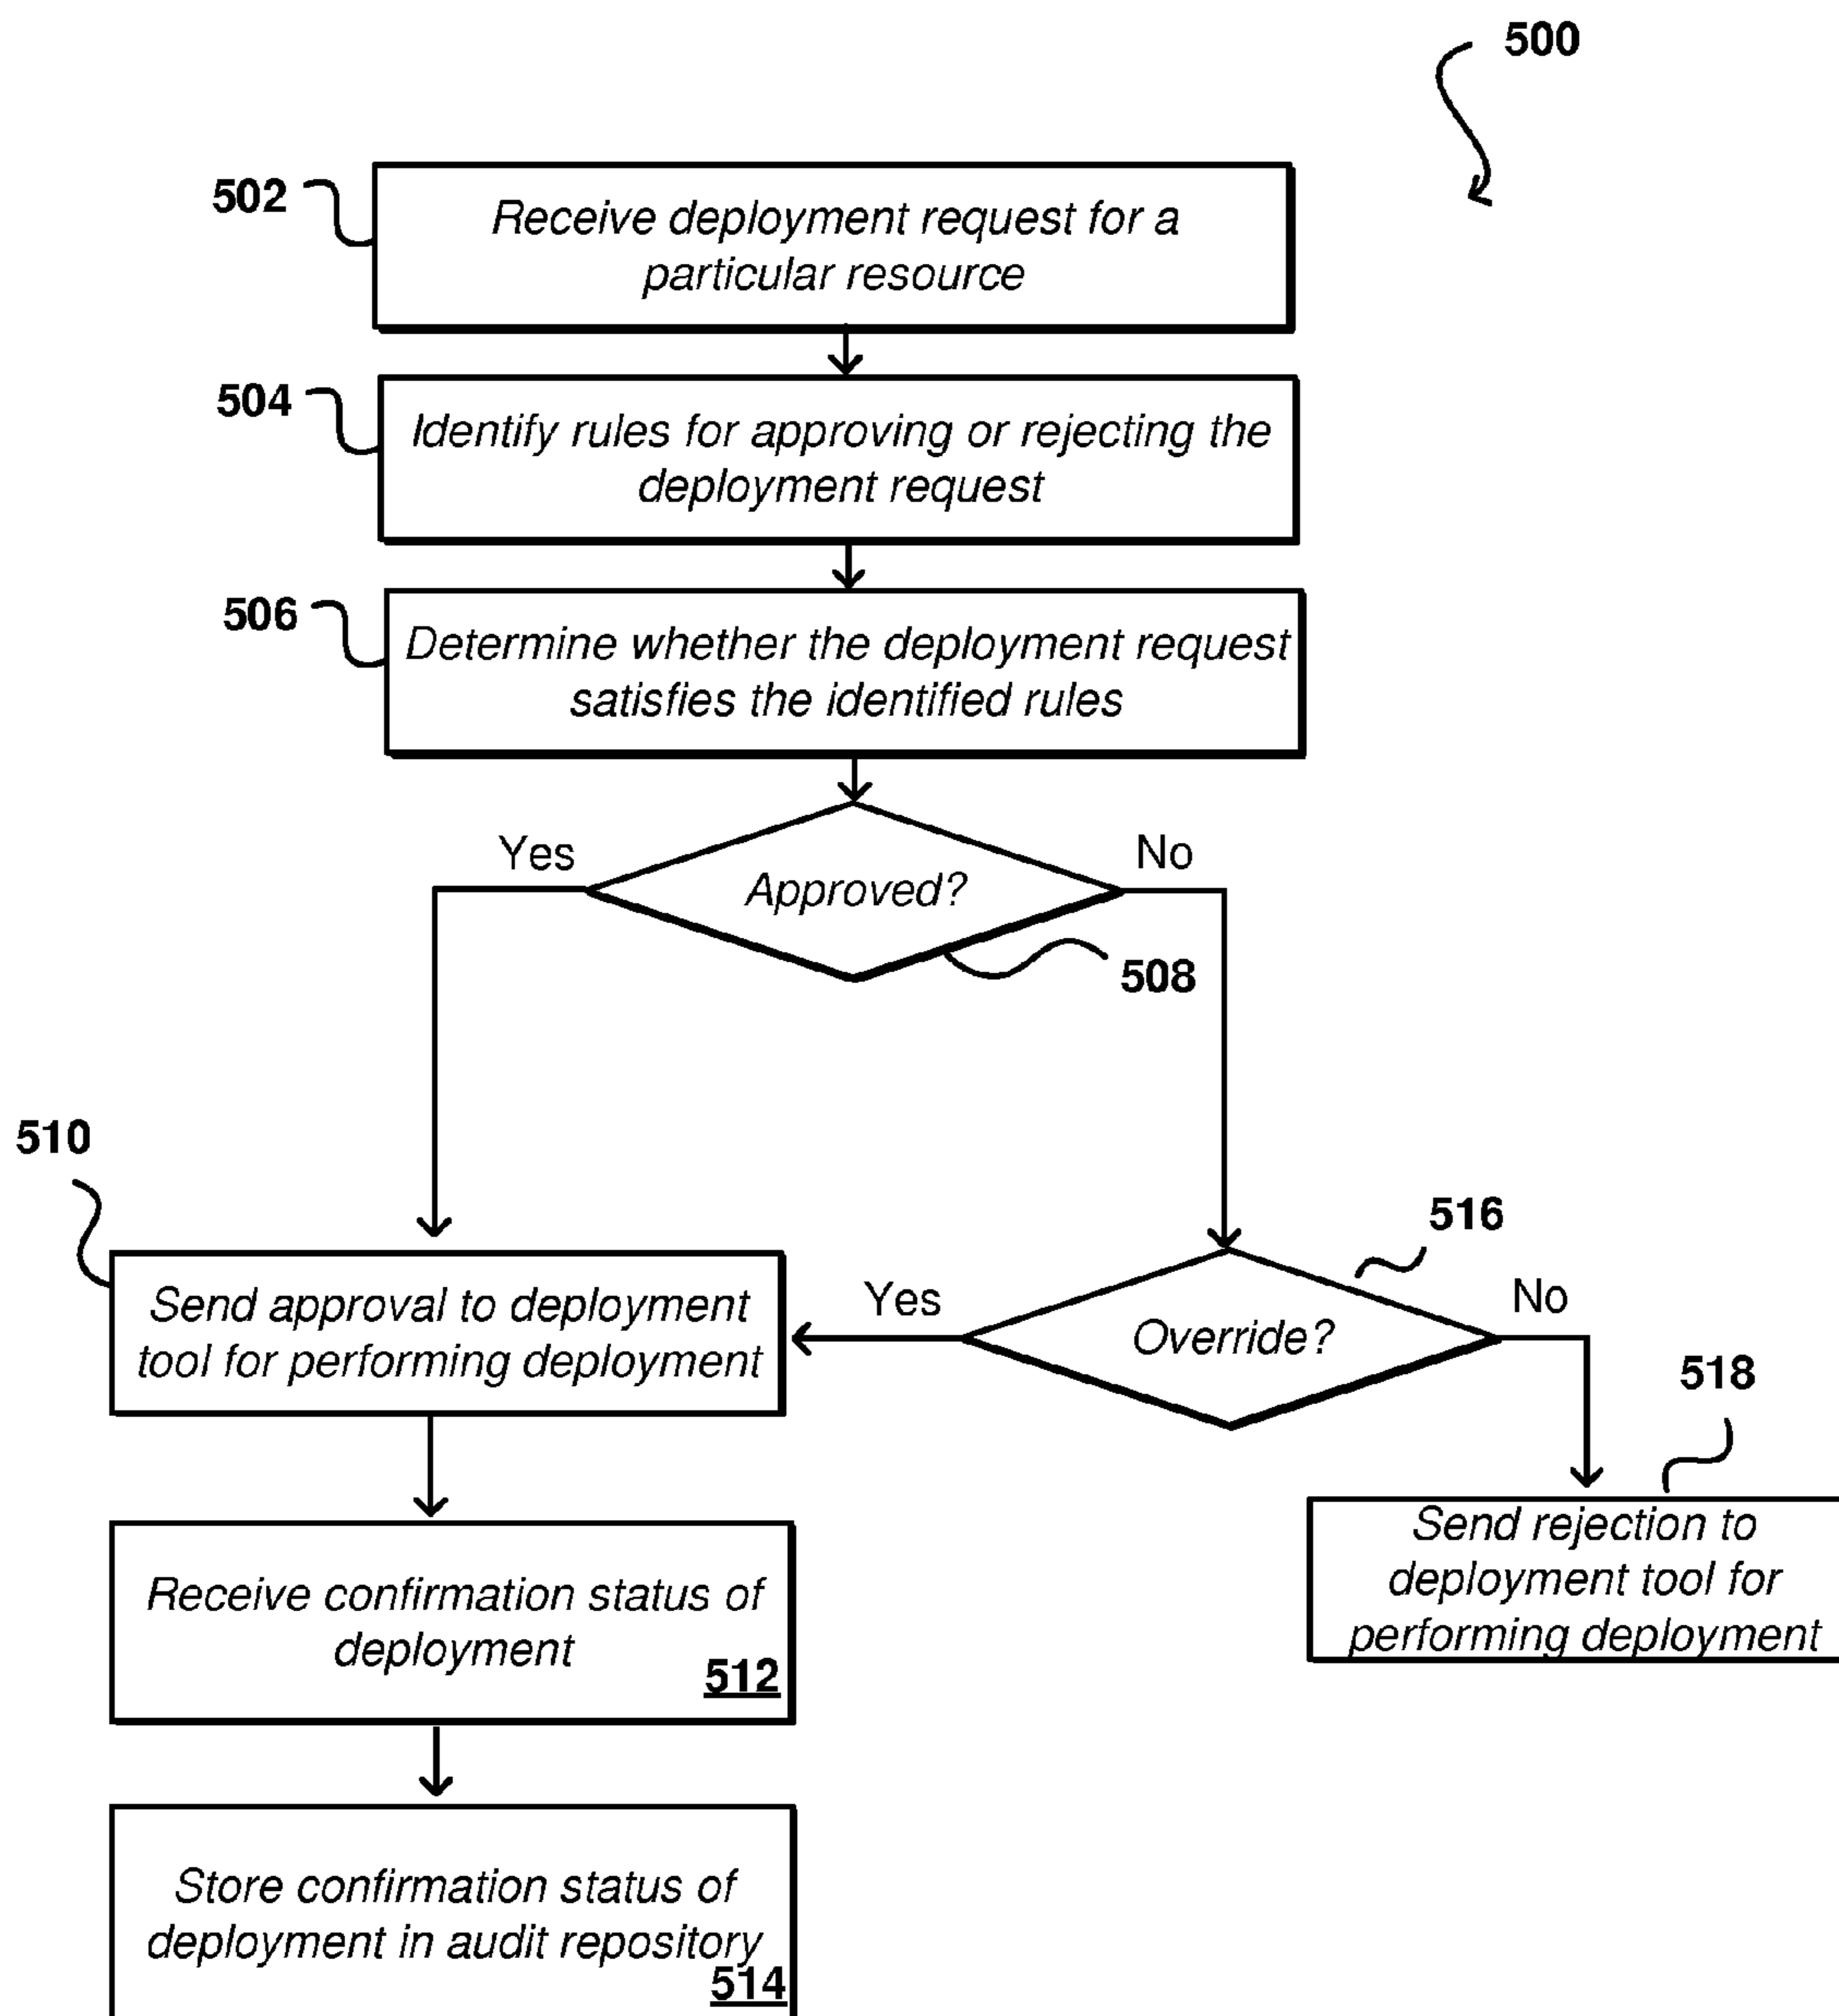 500
502
Receive deployment request for a
particular resource
504
Identify rules for approving or rejecting the
deployment request
506
Determine whether the deployment request
satisfies the identified rules
Yes
No
Approved?
508
510
516
Send approval to deployment
tool for performing deployment
Yes
Override?
No
518
Send rejection to
deployment tool for
performing deployment
Receive confirmation status of
deployment
512
Store confirmation status of
deployment in audit repository
514